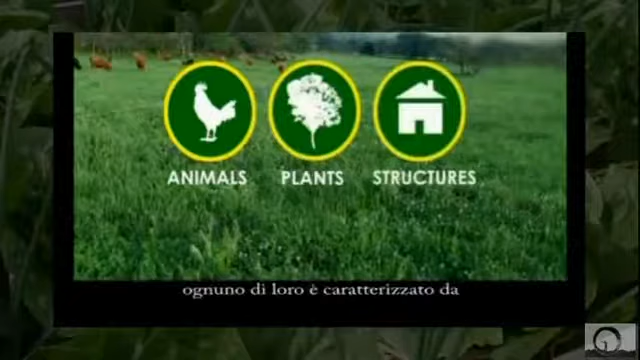 ANIMALS PLANTS STRUCTURES
ognuno di loro è caratterizzato da